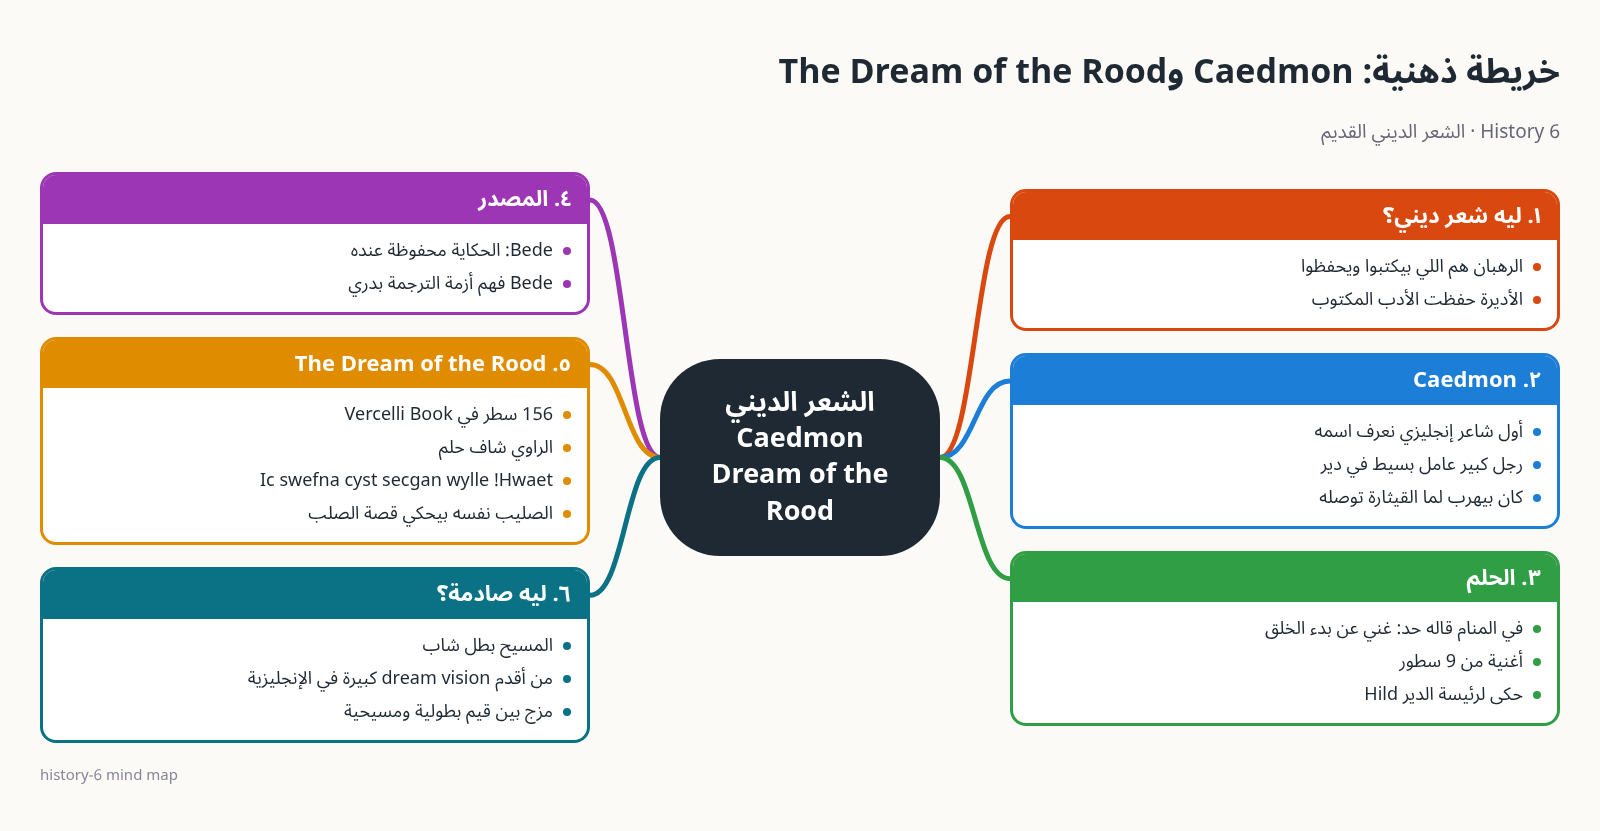 خريطة ذهنية: Caedmon وThe Dream of the Rood
History 6 · الشعر الديني القديم
١. ليه شعر ديني؟
الرهبان هم اللي بيكتبوا ويحفظوا
الأديرة حفظت الأدب المكتوب
٢. Caedmon
أول شاعر إنجليزي نعرف اسمه
رجل كبير عامل بسيط في دير
كان بيهرب لما القيثارة توصله
٣. الحلم
في المنام قاله حد: غني عن بدء الخلق
أغنية من 9 سطور
حكى لرئيسة الدير Hild
الشعر الديني
Caedmon
Dream of the
Rood
٤. المصدر
Bede: الحكاية محفوظة عنده
Bede فهم أزمة الترجمة بدري
٥. The Dream of the Rood
156 سطر في Vercelli Book
الراوي شاف حلم
Hwaet! Ic swefna cyst secgan wylle
الصليب نفسه بيحكي قصة الصلب
٦. ليه صادمة؟
المسيح بطل شاب
من أقدم dream vision كبيرة في الإنجليزية
مزج بين قيم بطولية ومسيحية
history-6 mind map